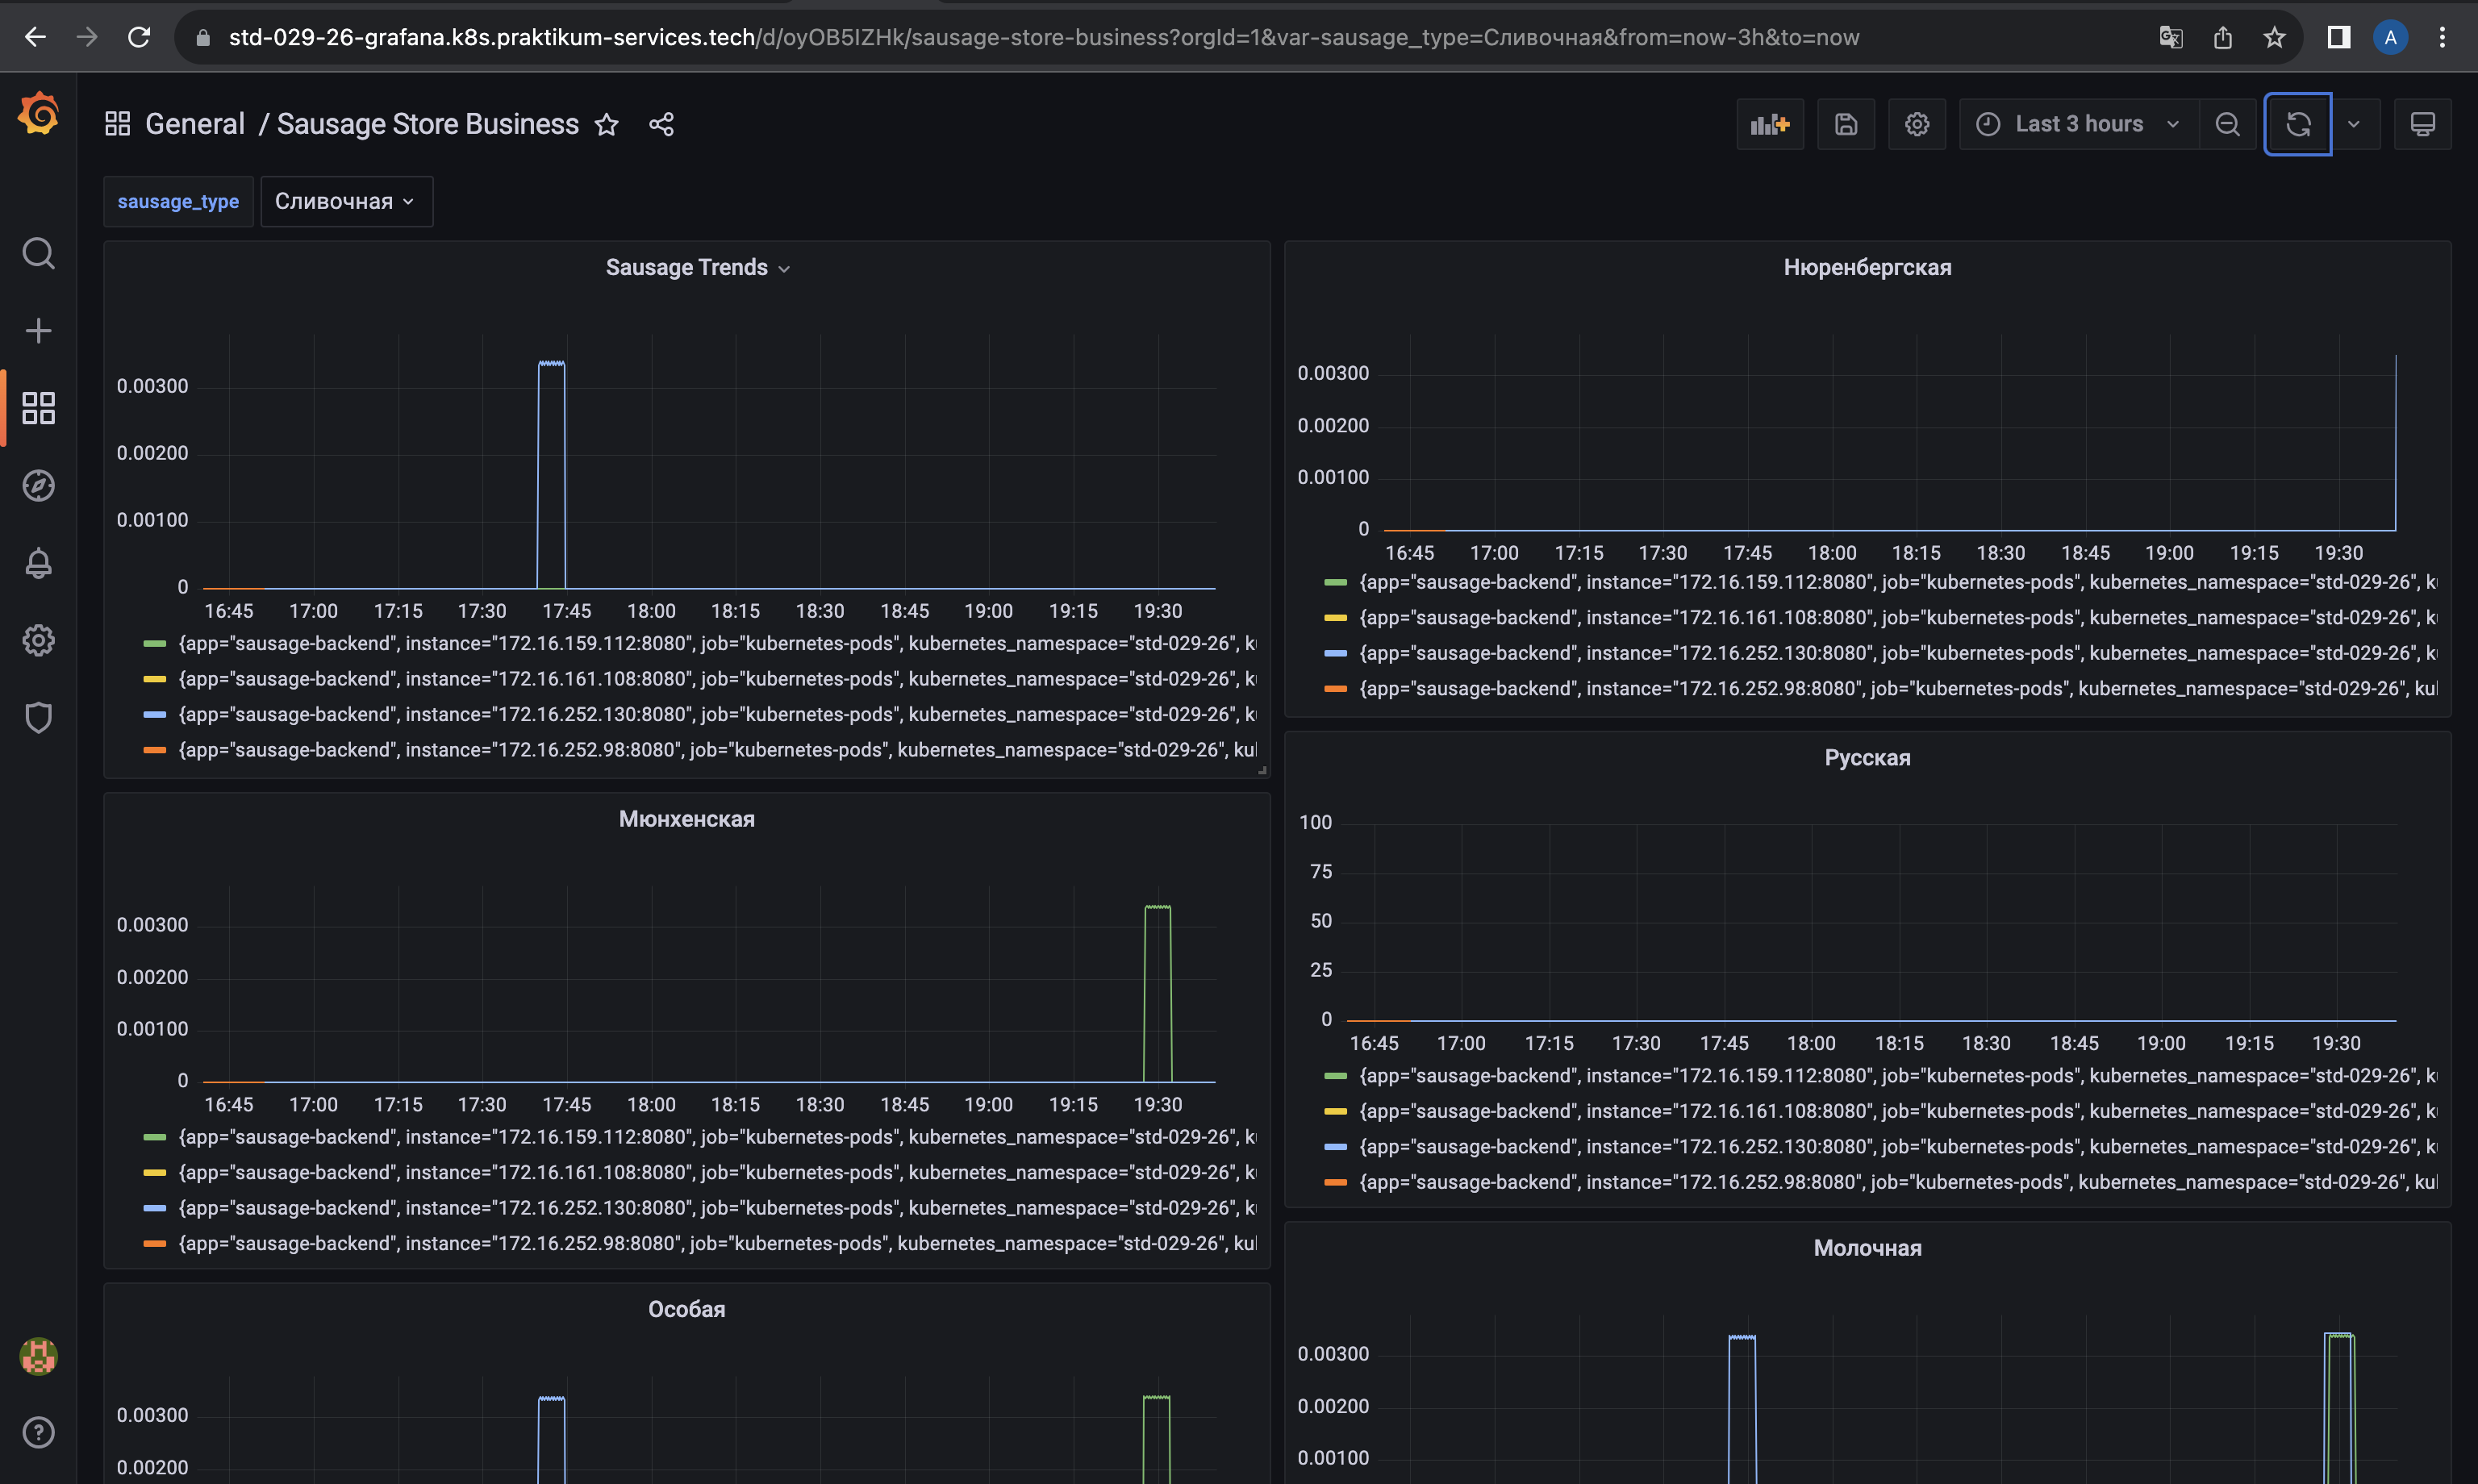 std-029-26-grafana.k8s.praktikum-services.tech/d/oyOB5IZHk/sausage-store-business?orgId=1&var-sausage_type=Сливочная&from=now-3h&to=now
A
General / Sausage Store Business
Last 3 hours
sausage_type Сливочная
Sausage Trends
0.00300
0.00200
0.00100
0
16:45 17:00 17:15 17:30 17:45 18:00 18:15 18:30 18:45 19:00 19:15 19:30
{app="sausage-backend", instance="172.16.159.112:8080", job="kubernetes-pods", kubernetes_namespace="std-029-26", k
{app="sausage-backend", instance="172.16.161.108:8080", job="kubernetes-pods", kubernetes_namespace="std-029-26", k
{app="sausage-backend", instance="172.16.252.130:8080", job="kubernetes-pods", kubernetes_namespace="std-029-26", k
{app="sausage-backend", instance="172.16.252.98:8080", job="kubernetes-pods", kubernetes_namespace="std-029-26", ku
Нюренбергская
0.00300
0.00200
0.00100
0
16:45 17:00 17:15 17:30 17:45 18:00 18:15 18:30 18:45 19:00 19:15 19:30
{app="sausage-backend", instance="172.16.159.112:8080", job="kubernetes-pods", kubernetes_namespace="std-029-26", k
{app="sausage-backend", instance="172.16.161.108:8080", job="kubernetes-pods", kubernetes_namespace="std-029-26", k
{app="sausage-backend", instance="172.16.252.130:8080", job="kubernetes-pods", kubernetes_namespace="std-029-26", k
{app="sausage-backend", instance="172.16.252.98:8080", job="kubernetes-pods", kubernetes_namespace="std-029-26", ku
Мюнхенская
0.00300
0.00200
0.00100
0
16:45 17:00 17:15 17:30 17:45 18:00 18:15 18:30 18:45 19:00 19:15 19:30
{app="sausage-backend", instance="172.16.159.112:8080", job="kubernetes-pods", kubernetes_namespace="std-029-26", k
{app="sausage-backend", instance="172.16.161.108:8080", job="kubernetes-pods", kubernetes_namespace="std-029-26", k
{app="sausage-backend", instance="172.16.252.130:8080", job="kubernetes-pods", kubernetes_namespace="std-029-26", k
{app="sausage-backend", instance="172.16.252.98:8080", job="kubernetes-pods", kubernetes_namespace="std-029-26", ku
Русская
100
75
50
25
0
16:45 17:00 17:15 17:30 17:45 18:00 18:15 18:30 18:45 19:00 19:15 19:30
{app="sausage-backend", instance="172.16.159.112:8080", job="kubernetes-pods", kubernetes_namespace="std-029-26", k
{app="sausage-backend", instance="172.16.161.108:8080", job="kubernetes-pods", kubernetes_namespace="std-029-26", k
{app="sausage-backend", instance="172.16.252.130:8080", job="kubernetes-pods", kubernetes_namespace="std-029-26", k
{app="sausage-backend", instance="172.16.252.98:8080", job="kubernetes-pods", kubernetes_namespace="std-029-26", ku
Особая
0.00300
0.00200
Молочная
0.00300
0.00200
0.00100